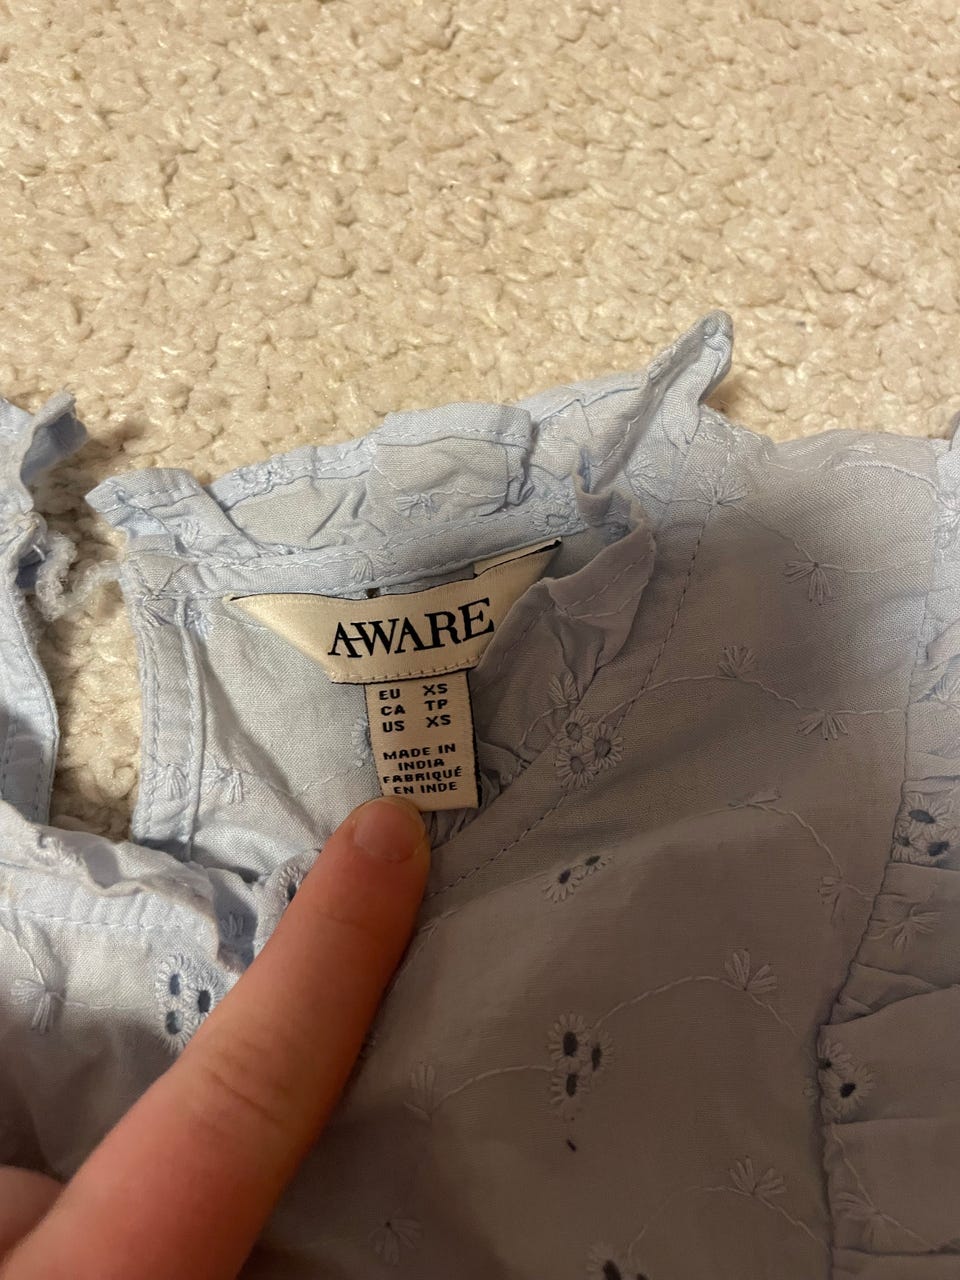 AWARE
EU XS
CA TP
US XS
MADE IN
INDIA
FABRIQUÉ
EN INDE